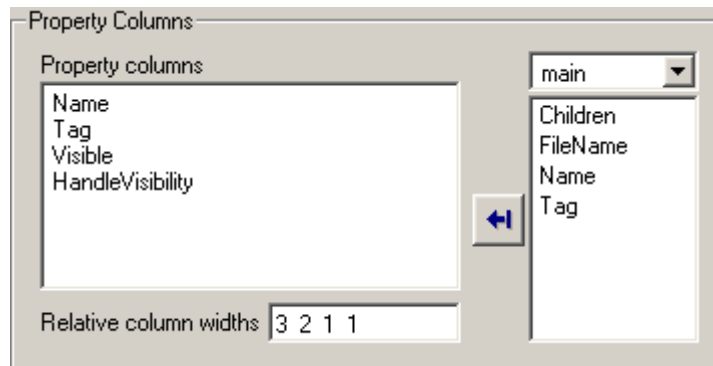 Property Columns
Property columns
Name
Tag
Visible
HandleVisibility
Relative column widths 3 2 1 1
main
Children
FileName
Name
Tag